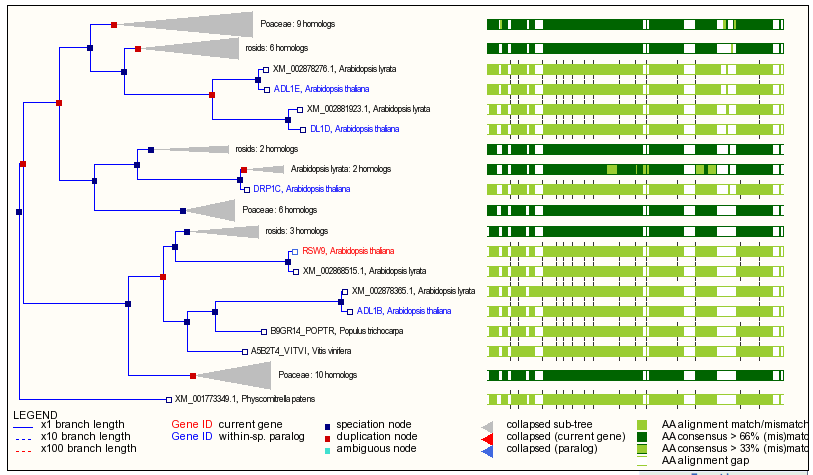 Poaceae: 9 homologs
rosids: 6 homologs
XM_002878276.1, Arabidopsis lyrata
ADL1E, Arabidopsis thaliana
XM_002881923.1, Arabidopsis lyrata
DL1D, Arabidopsis thaliana
rosids: 2 homologs
Arabidopsis lyrata: 2 homologs
DRP1C, Arabidopsis thaliana
Poaceae: 6 homologs
rosids: 3 homologs
RSW9, Arabidopsis thaliana
XM_002868515.1, Arabidopsis lyrata
XM_002878365.1, Arabidopsis lyrata
ADL1B, Arabidopsis thaliana
B9GR14_POPTR, Populus trichocarpa
A5B2T4_VITVI, Vitis vinifera
Poaceae: 10 homologs
XM_001773349.1, Physcomitrella patens
LEGEND
x1 branch length
x10 branch length
x100 branch length
Gene ID current gene
Gene ID within-sp. paralog
speciation node
duplication node
ambiguous node
collapsed sub-tree
collapsed (current gene)
collapsed (paralog)
AA alignment match/mismatch
AA consensus > 66% (mis)matc
AA consensus > 33% (mis)matc
AA alignment gap